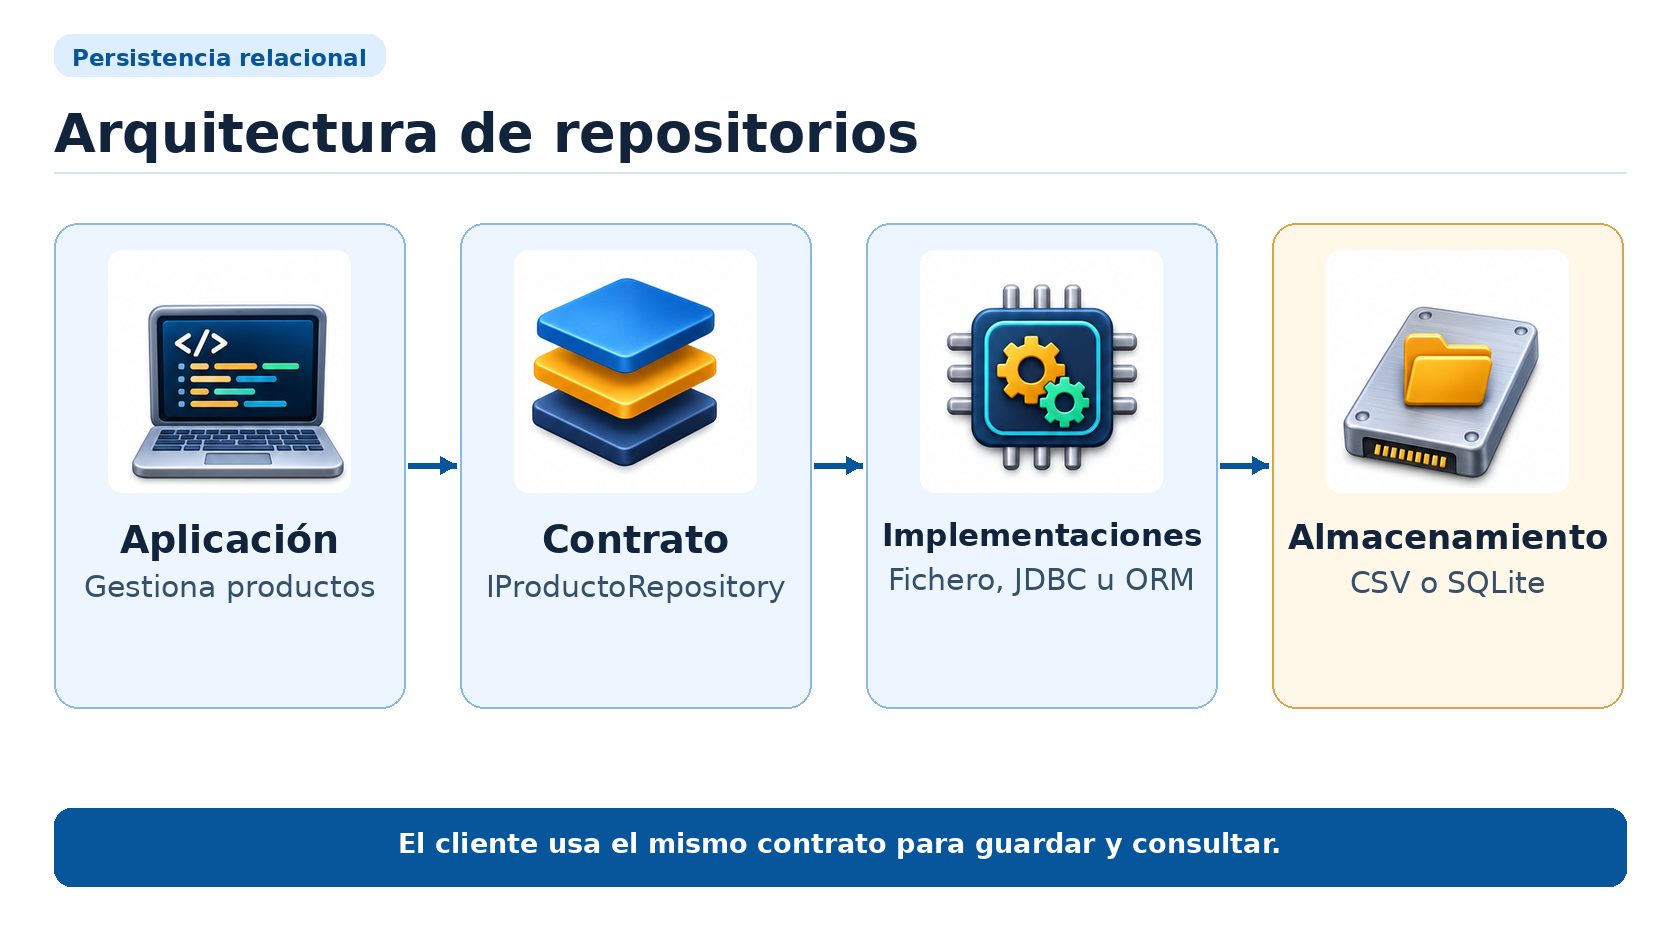 Persistencia relacional
Arquitectura de repositorios
</>
Aplicación
Gestiona productos
Contrato
IProductoRepository
Implementaciones
Fichero, JDBC u ORM
Almacenamiento
CSV o SQLite
El cliente usa el mismo contrato para guardar y consultar.